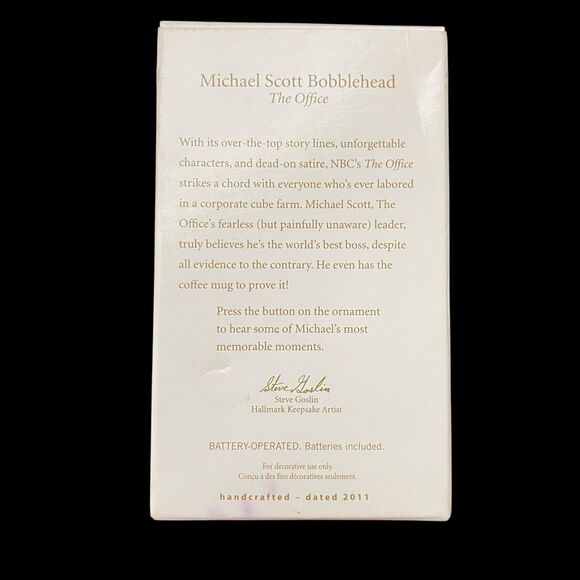 Michael Scott Bobblehead
The Office
With its over-the-top story lines, unforgettable
characters, and dead-on satire, NBC's The Office
strikes a chord with everyone who's ever labored
in a corporate cube farm. Michael Scott, The
Office's fearless (but painfully unaware) leader,
truly believes he's the world's best boss, despite
all evidence to the contrary. He even has the
coffee mug to prove it!
Press the button on the ornament
to hear some of Michael's most
memorable moments.
Steve Goslin
Steve Goslin
Hallmark Keepsake Artist
BATTERY-OPERATED. Batteries included.
For decorative use only.
Conçu à des fins décoratives seulement.
handcrafted – dated 2011